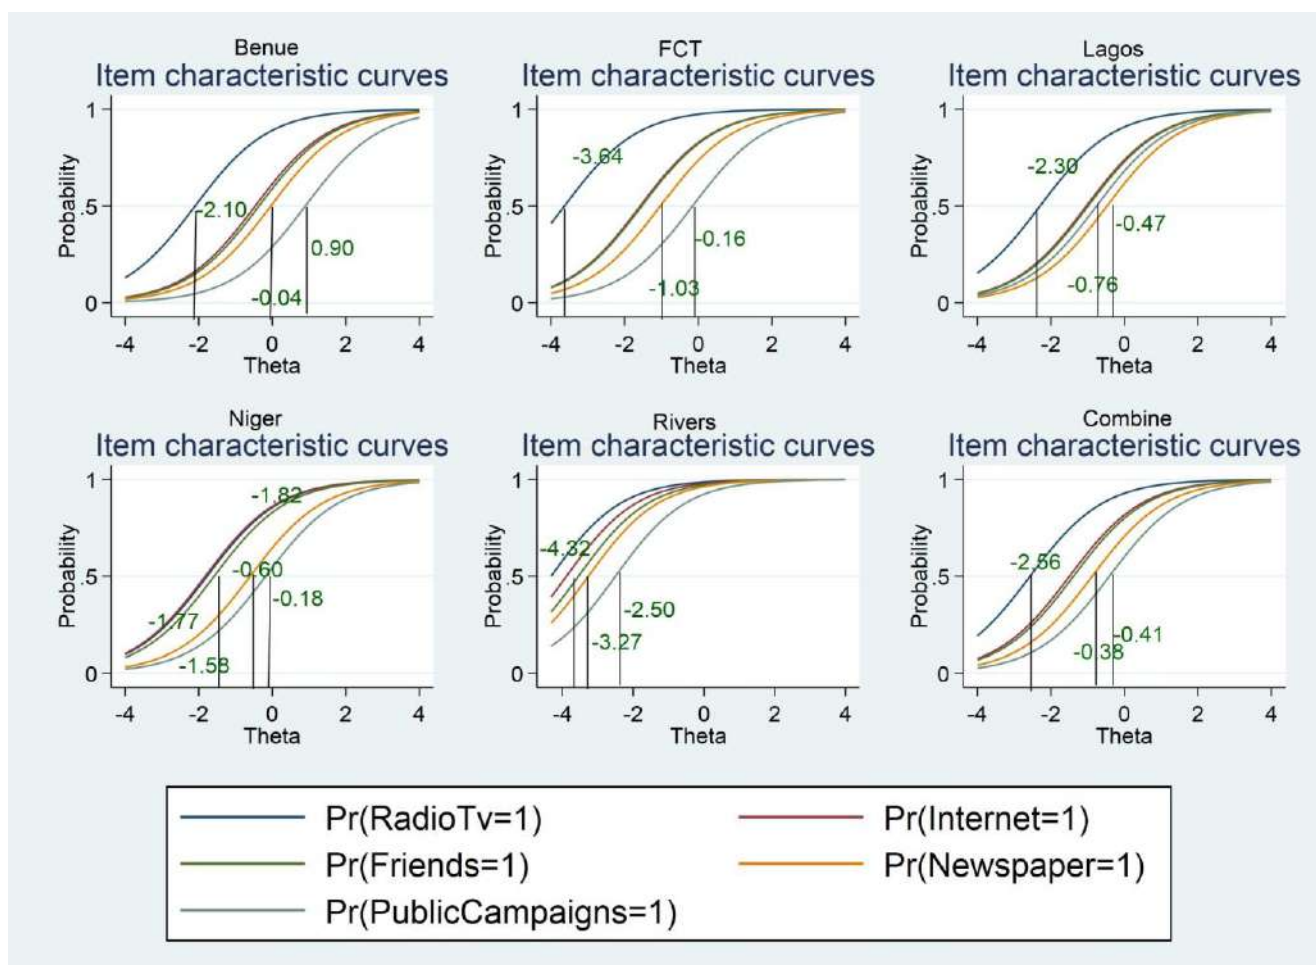 Benue
Item characteristic curves
Probability
1
.5
0
-2.10
0.90
-0.04
-4 -2 0 2 4
Theta
FCT
Item characteristic curves
Probability
1
.5
0
-3.64
-0.16
-1.03
-4 -2 0 2 4
Theta
Lagos
Item characteristic curves
Probability
1
.5
0
-2.30
-0.47
-0.76
-4 -2 0 2 4
Theta
Niger
Item characteristic curves
Probability
1
.5
0
-1.82
-0.60
-0.18
-1.77
-1.58
-4 -2 0 2 4
Theta
Rivers
Item characteristic curves
Probability
1
.5
0
-4.32
-2.50
-3.27
-4 -2 0 2 4
Theta
Combine
Item characteristic curves
Probability
1
.5
0
-2.56
-0.41
-0.38
-4 -2 0 2 4
Theta
Pr(RadioTv=1) Pr(Internet=1)
Pr(Friends=1) Pr(Newspaper=1)
Pr(PublicCampaigns=1)